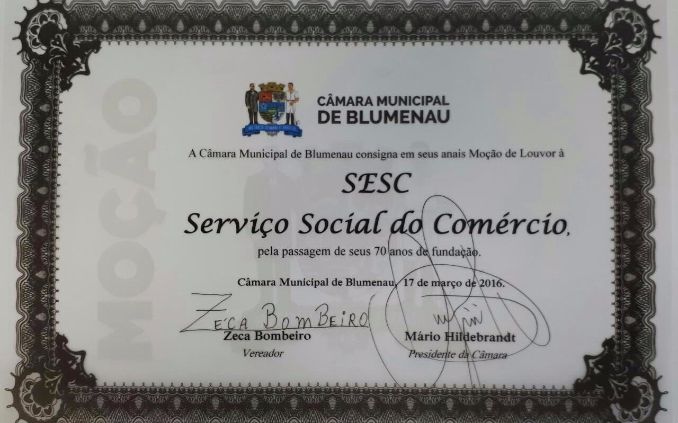 MOÇÃO
CÂMARA MUNICIPAL
DE BLUMENAU
A Câmara Municipal de Blumenau consigna em seus anais Moção de Louvor à
SESC
Serviço Social do Comércio,
pela passagem de seus 70 anos de fundação.
Câmara Municipal de Blumenau, 17 de março de 2016.
ZECA BOMBEIRO
Zeca Bombeiro
Vereador
Mário Hildebrandt
Presidente da Câmara